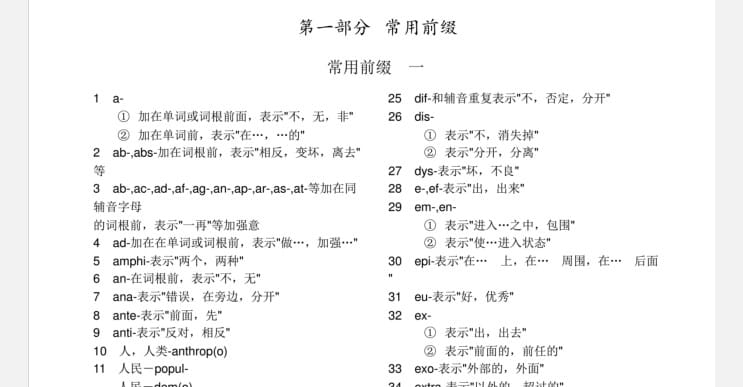 第一部分 常用前缀
常用前缀 一
1 a-
① 加在单词或词根前面，表示"不，无，非"
② 加在单词前，表示"在…，…的"
2 ab-,abs-加在词根前，表示"相反，变坏，离去"
等
3 ab-,ac-,ad-,af-,ag-,an-,ap-,ar-,as-,at-等加在同
辅音字母
的词根前，表示"一再"等加强意
4 ad-加在在单词或词根前，表示"做…，加强…"
5 amphi-表示"两个，两种"
6 an-在词根前，表示"不，无"
7 ana-表示"错误，在旁边，分开"
8 ante-表示"前面，先"
9 anti-表示"反对，相反"
10 人，人类-anthrop(o)
11 人民－popul-
人民－dem(o)
25 dif-和辅音重复表示"不，否定，分开"
26 dis-
① 表示"不，消失掉"
② 表示"分开，分离"
27 dys-表示"坏，不良"
28 e-,ef-表示"出，出来"
29 em-,en-
① 表示"进入…之中，包围"
② 表示"使…进入状态"
30 epi-表示"在… 上，在… 周围，在… 后面
"
31 eu-表示"好，优秀"
32 ex-
① 表示"出，出去"
② 表示"前面的，前任的"
33 exo-表示"外部的，外面"
34 extra-表示"以外的，超过的"